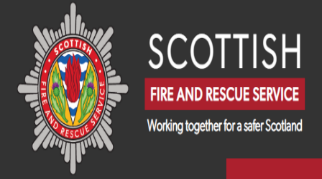 SCOTTISH
FIRE AND RESCUE SERVICE
SCOTTISH
FIRE AND RESCUE SERVICE
Working together for a safer Scotland